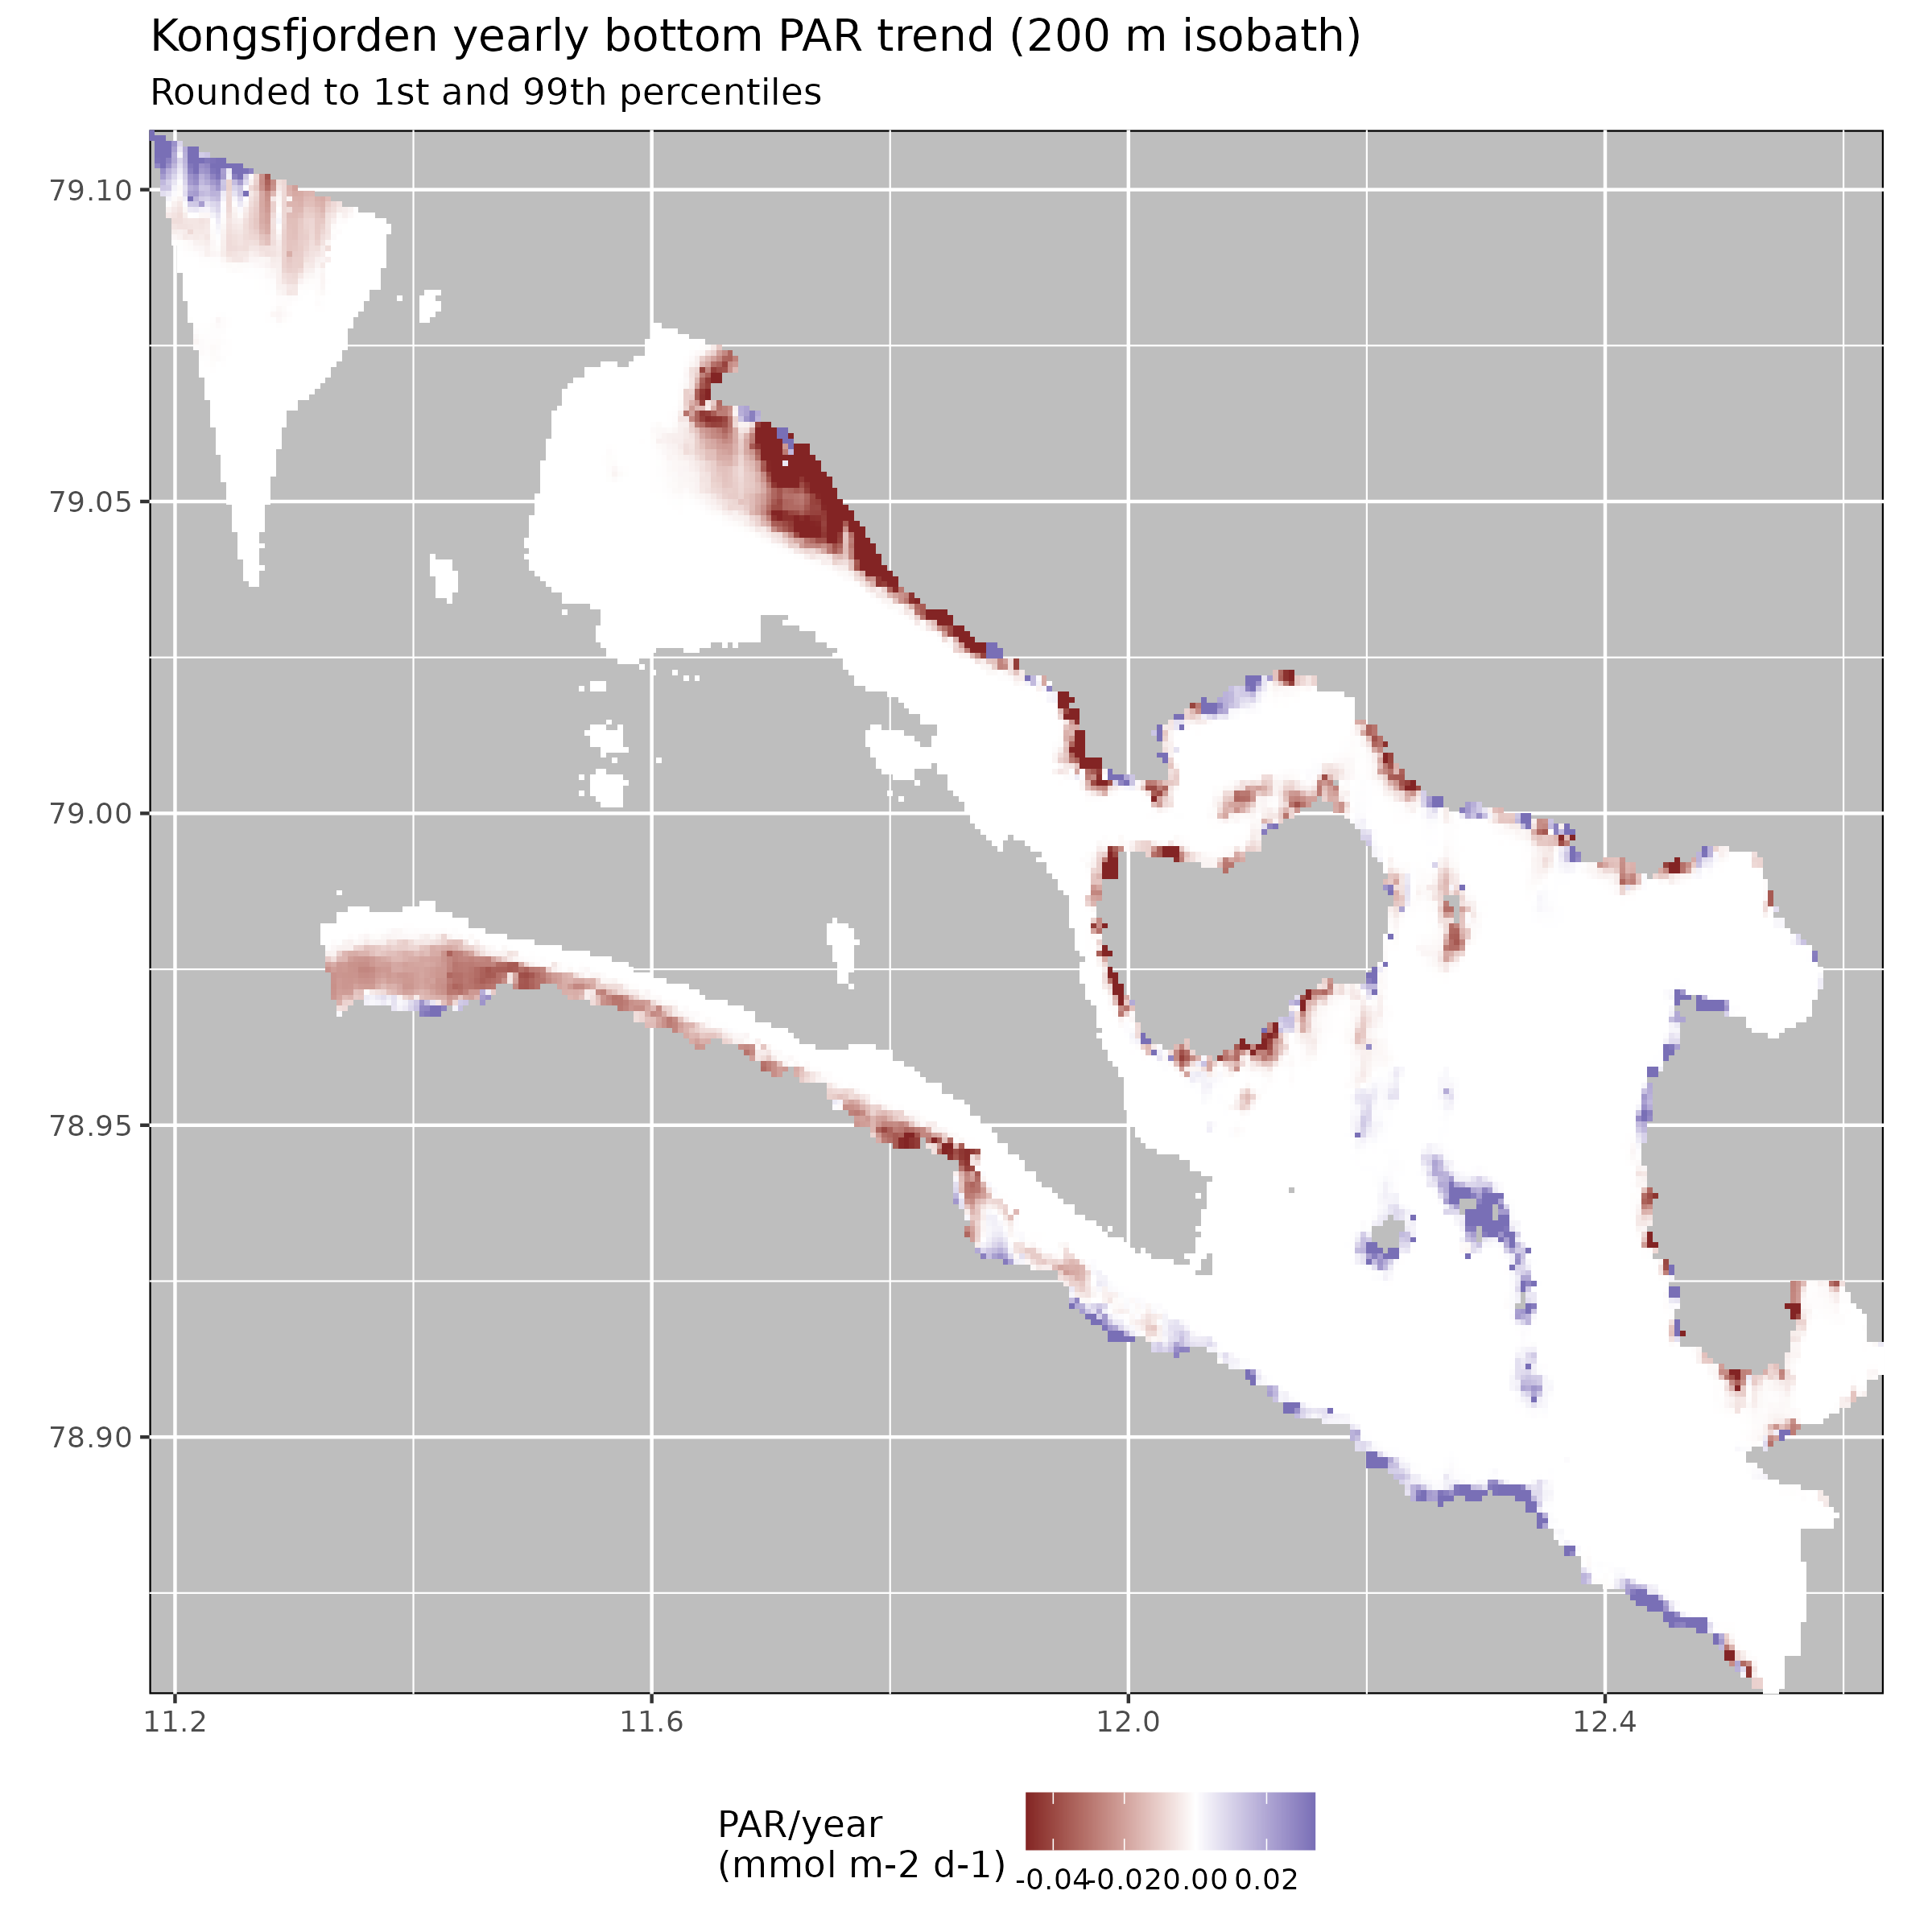 Kongsfjorden yearly bottom PAR trend (200 m isobath)
Rounded to 1st and 99th percentiles
79.10
79.05
79.00
78.95
78.90
11.2 11.6 12.0 12.4
PAR/year
(mmol m-2 d-1)
-0.04 -0.02 0.00 0.02